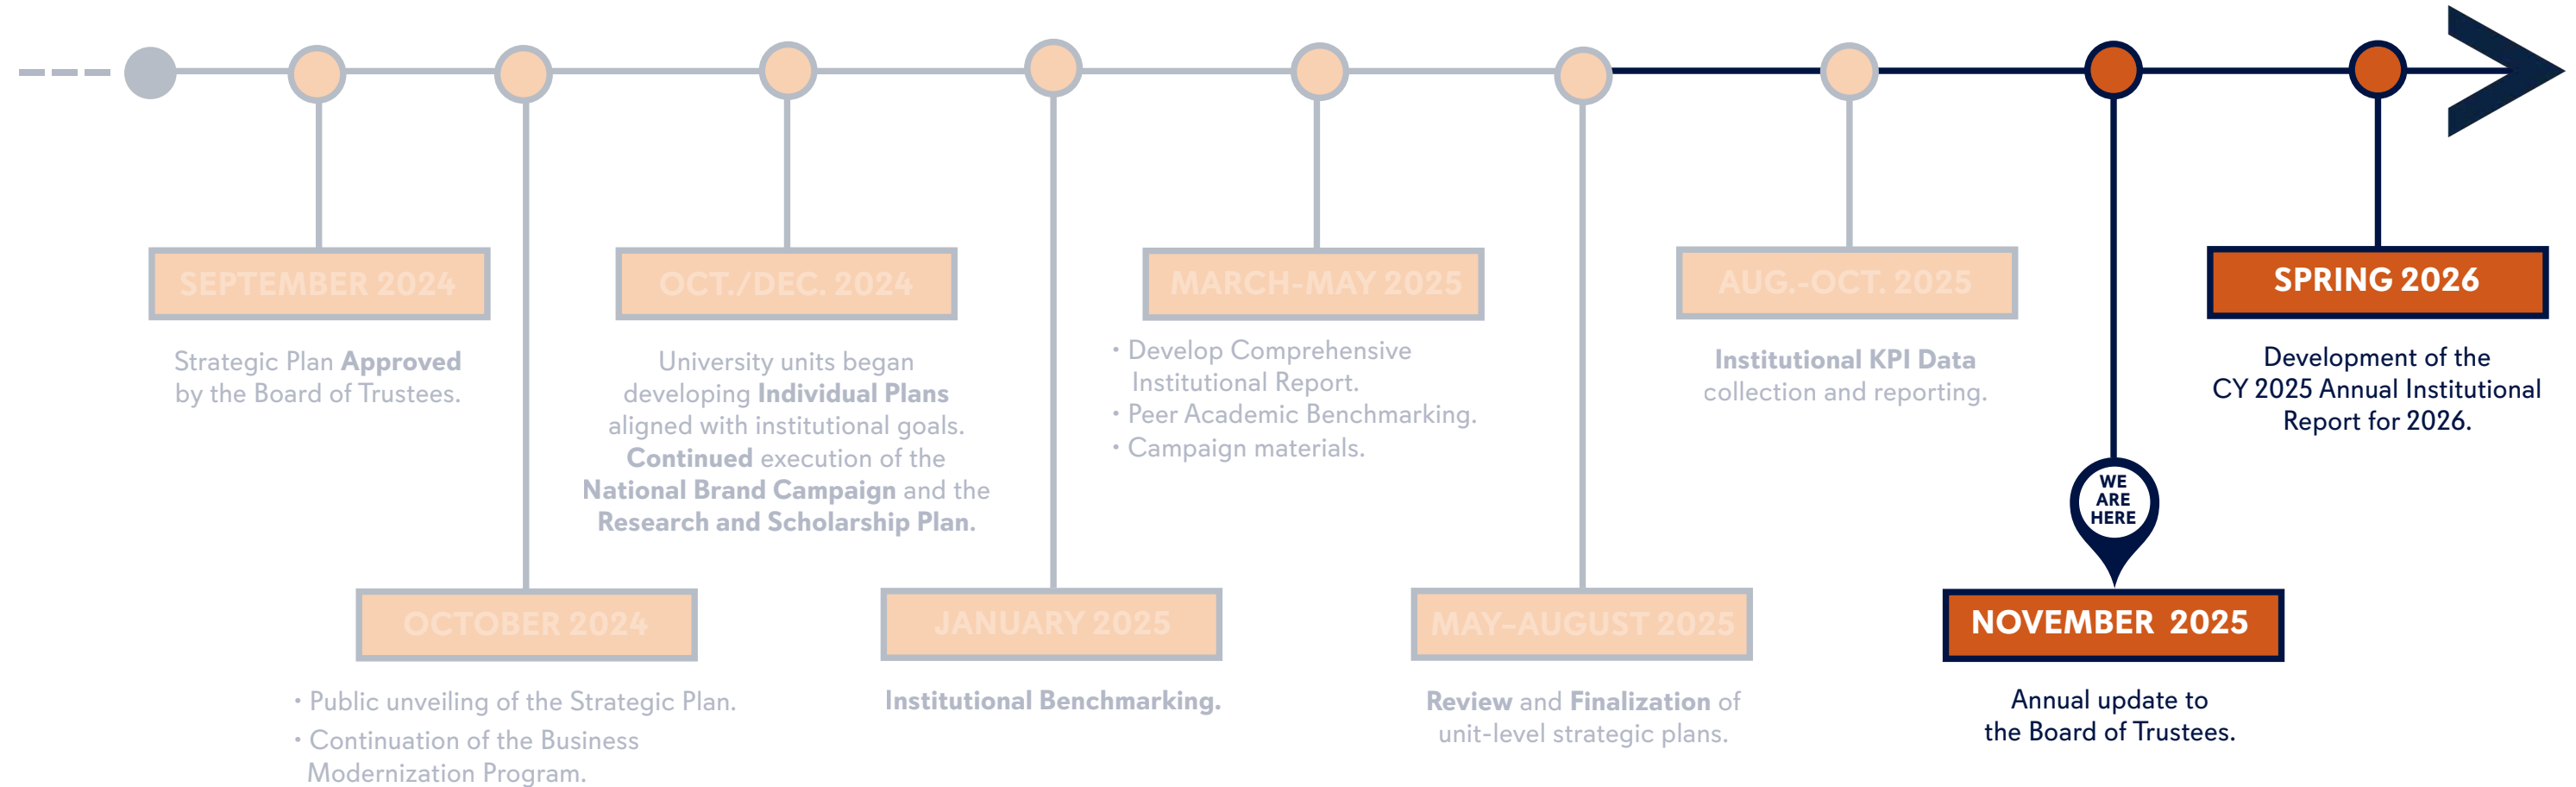 SEPTEMBER 2024
Strategic Plan Approved
by the Board of Trustees.
OCTOBER 2024
• Public unveiling of the Strategic Plan.
• Continuation of the Business
Modernization Program.
OCT./DEC. 2024
University units began
developing Individual Plans
aligned with institutional goals.
Continued execution of the
National Brand Campaign and the
Research and Scholarship Plan.
JANUARY 2025
Institutional Benchmarking.
MARCH-MAY 2025
• Develop Comprehensive
Institutional Report.
• Peer Academic Benchmarking.
• Campaign materials.
MAY–AUGUST 2025
Review and Finalization of
unit-level strategic plans.
AUG.-OCT. 2025
Institutional KPI Data
collection and reporting.
WE
ARE
HERE
NOVEMBER 2025
Annual update to
the Board of Trustees.
SPRING 2026
Development of the
CY 2025 Annual Institutional
Report for 2026.